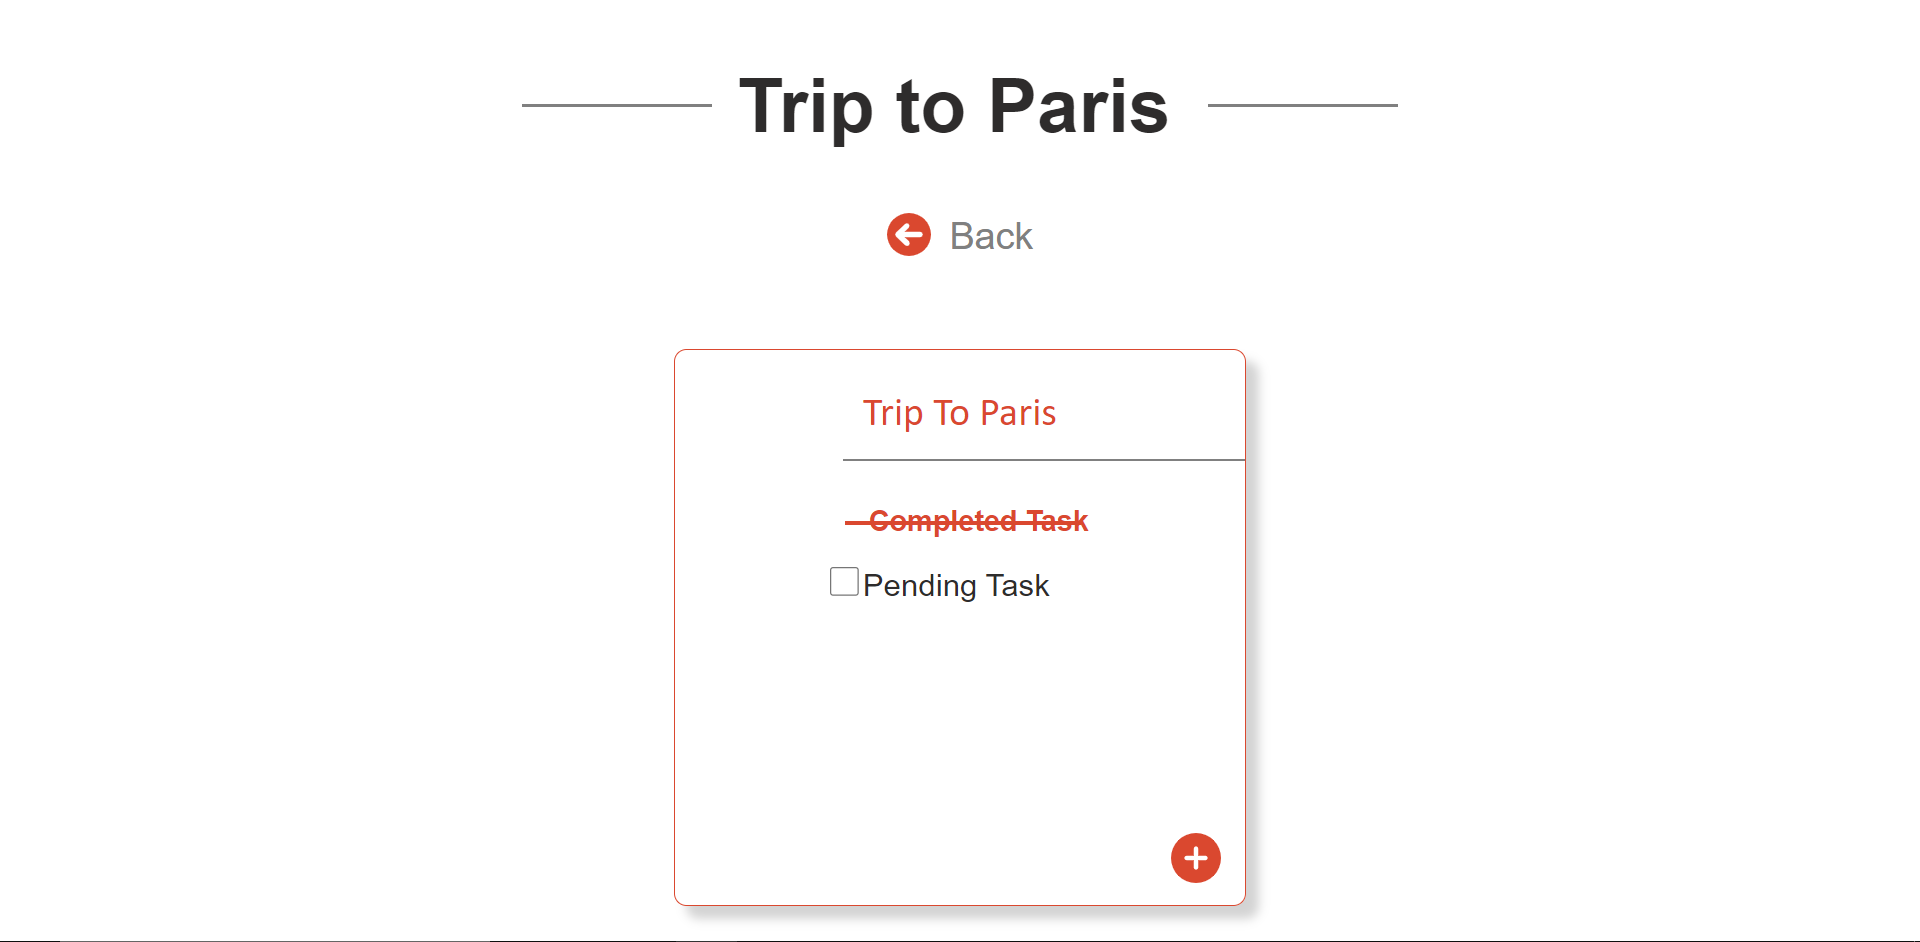 Trip to Paris
Back
Trip To Paris
Completed Task
Pending Task